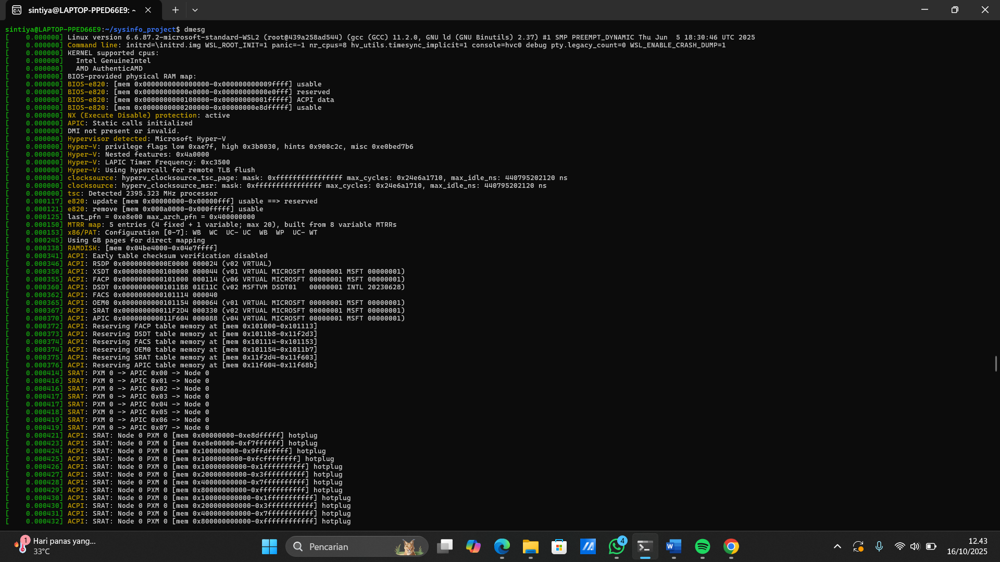 sintiya@LAPTOP-PPED66E9: ~
sintiya@LAPTOP-PPED66E9:~/sysinfo_project$ dmesg
[    0.000000] Linux version 6.6.87.2-microsoft-standard-WSL2 (root@439a258ad544) (gcc (GCC) 11.2.0, GNU ld (GNU Binutils) 2.37) #1 SMP PREEMPT_DYNAMIC Thu Jun  5 18:30:46 UTC 2025
[    0.000000] Command line: initrd=\initrd.img WSL_ROOT_INIT=1 panic=-1 nr_cpus=8 hv_utils.timesync_implicit=1 console=hvc0 debug pty.legacy_count=0 WSL_ENABLE_CRASH_DUMP=1
[    0.000000] KERNEL supported cpus:
[    0.000000]   Intel GenuineIntel
[    0.000000]   AMD AuthenticAMD
[    0.000000] BIOS-provided physical RAM map:
[    0.000000] BIOS-e820: [mem 0x0000000000000000-0x000000000009ffff] usable
[    0.000000] BIOS-e820: [mem 0x00000000000e0000-0x00000000000e0fff] reserved
[    0.000000] BIOS-e820: [mem 0x0000000000100000-0x00000000001fffff] ACPI data
[    0.000000] BIOS-e820: [mem 0x0000000000200000-0x00000000e8dfffff] usable
[    0.000000] NX (Execute Disable) protection: active
[    0.000000] APIC: Static calls initialized
[    0.000000] DMI not present or invalid.
[    0.000000] Hypervisor detected: Microsoft Hyper-V
[    0.000000] Hyper-V: privilege flags low 0xae7f, high 0x3b8030, hints 0x900c2c, misc 0xe0bed7b6
[    0.000000] Hyper-V: Nested features: 0x4a0000
[    0.000000] Hyper-V: LAPIC Timer Frequency: 0xc3500
[    0.000000] Hyper-V: Using hypercall for remote TLB flush
[    0.000000] clocksource: hyperv_clocksource_tsc_page: mask: 0xffffffffffffffff max_cycles: 0x24e6a1710, max_idle_ns: 440795202120 ns
[    0.000000] clocksource: hyperv_clocksource_msr: mask: 0xffffffffffffffff max_cycles: 0x24e6a1710, max_idle_ns: 440795202120 ns
[    0.000000] tsc: Detected 2395.323 MHz processor
[    0.000117] e820: update [mem 0x00000000-0x00000fff] usable ==> reserved
[    0.000121] e820: remove [mem 0x000a0000-0x000fffff] usable
[    0.000125] last_pfn = 0xe8e00 max_arch_pfn = 0x400000000
[    0.000150] MTRR map: 5 entries (4 fixed + 1 variable; max 20), built from 8 variable MTRRs
[    0.000153] x86/PAT: Configuration [0-7]: WB  WC  UC- UC  WB  WP  UC- WT
[    0.000245] Using GB pages for direct mapping
[    0.000338] RAMDISK: [mem 0x04be4000-0x04e7ffff]
[    0.000341] ACPI: Early table checksum verification disabled
[    0.000346] ACPI: RSDP 0x00000000000E0000 000024 (v02 VRTUAL)
[    0.000350] ACPI: XSDT 0x0000000000100000 000044 (v01 VRTUAL MICROSFT 00000001 MSFT 00000001)
[    0.000355] ACPI: FACP 0x0000000000101000 000114 (v06 VRTUAL MICROSFT 00000001 MSFT 00000001)
[    0.000360] ACPI: DSDT 0x00000000001011B8 01E11C (v02 MSFTVM DSDT01   00000001 INTL 20230628)
[    0.000362] ACPI: FACS 0x0000000000101114 000040
[    0.000365] ACPI: OEM0 0x0000000000101154 000064 (v01 VRTUAL MICROSFT 00000001 MSFT 00000001)
[    0.000367] ACPI: SRAT 0x000000000011F2D4 000330 (v02 VRTUAL MICROSFT 00000001 MSFT 00000001)
[    0.000370] ACPI: APIC 0x000000000011F604 000088 (v04 VRTUAL MICROSFT 00000001 MSFT 00000001)
[    0.000372] ACPI: Reserving FACP table memory at [mem 0x101000-0x101113]
[    0.000373] ACPI: Reserving DSDT table memory at [mem 0x1011b8-0x11f2d3]
[    0.000374] ACPI: Reserving FACS table memory at [mem 0x101114-0x101153]
[    0.000374] ACPI: Reserving OEM0 table memory at [mem 0x101154-0x1011b7]
[    0.000375] ACPI: Reserving SRAT table memory at [mem 0x11f2d4-0x11f603]
[    0.000376] ACPI: Reserving APIC table memory at [mem 0x11f604-0x11f68b]
[    0.000414] SRAT: PXM 0 -> APIC 0x00 -> Node 0
[    0.000416] SRAT: PXM 0 -> APIC 0x01 -> Node 0
[    0.000416] SRAT: PXM 0 -> APIC 0x02 -> Node 0
[    0.000417] SRAT: PXM 0 -> APIC 0x03 -> Node 0
[    0.000417] SRAT: PXM 0 -> APIC 0x04 -> Node 0
[    0.000418] SRAT: PXM 0 -> APIC 0x05 -> Node 0
[    0.000419] SRAT: PXM 0 -> APIC 0x06 -> Node 0
[    0.000419] SRAT: PXM 0 -> APIC 0x07 -> Node 0
[    0.000421] ACPI: SRAT: Node 0 PXM 0 [mem 0x00000000-0xe8dfffff] hotplug
[    0.000423] ACPI: SRAT: Node 0 PXM 0 [mem 0xe8e00000-0xf7ffffff] hotplug
[    0.000424] ACPI: SRAT: Node 0 PXM 0 [mem 0x100000000-0x9ffdfffff] hotplug
[    0.000425] ACPI: SRAT: Node 0 PXM 0 [mem 0x1000000000-0xfcffffffff] hotplug
[    0.000426] ACPI: SRAT: Node 0 PXM 0 [mem 0x10000000000-0x1ffffffffff] hotplug
[    0.000427] ACPI: SRAT: Node 0 PXM 0 [mem 0x20000000000-0x3ffffffffff] hotplug
[    0.000428] ACPI: SRAT: Node 0 PXM 0 [mem 0x40000000000-0x7ffffffffff] hotplug
[    0.000429] ACPI: SRAT: Node 0 PXM 0 [mem 0x80000000000-0xfffffffffff] hotplug
[    0.000430] ACPI: SRAT: Node 0 PXM 0 [mem 0x100000000000-0x1fffffffffff] hotplug
[    0.000430] ACPI: SRAT: Node 0 PXM 0 [mem 0x200000000000-0x3fffffffffff] hotplug
[    0.000431] ACPI: SRAT: Node 0 PXM 0 [mem 0x400000000000-0x7fffffffffff] hotplug
[    0.000432] ACPI: SRAT: Node 0 PXM 0 [mem 0x800000000000-0xffffffffffff] hotplug
1
Hari panas yang...
33°C
Pencarian
4
W
12.43
16/10/2025